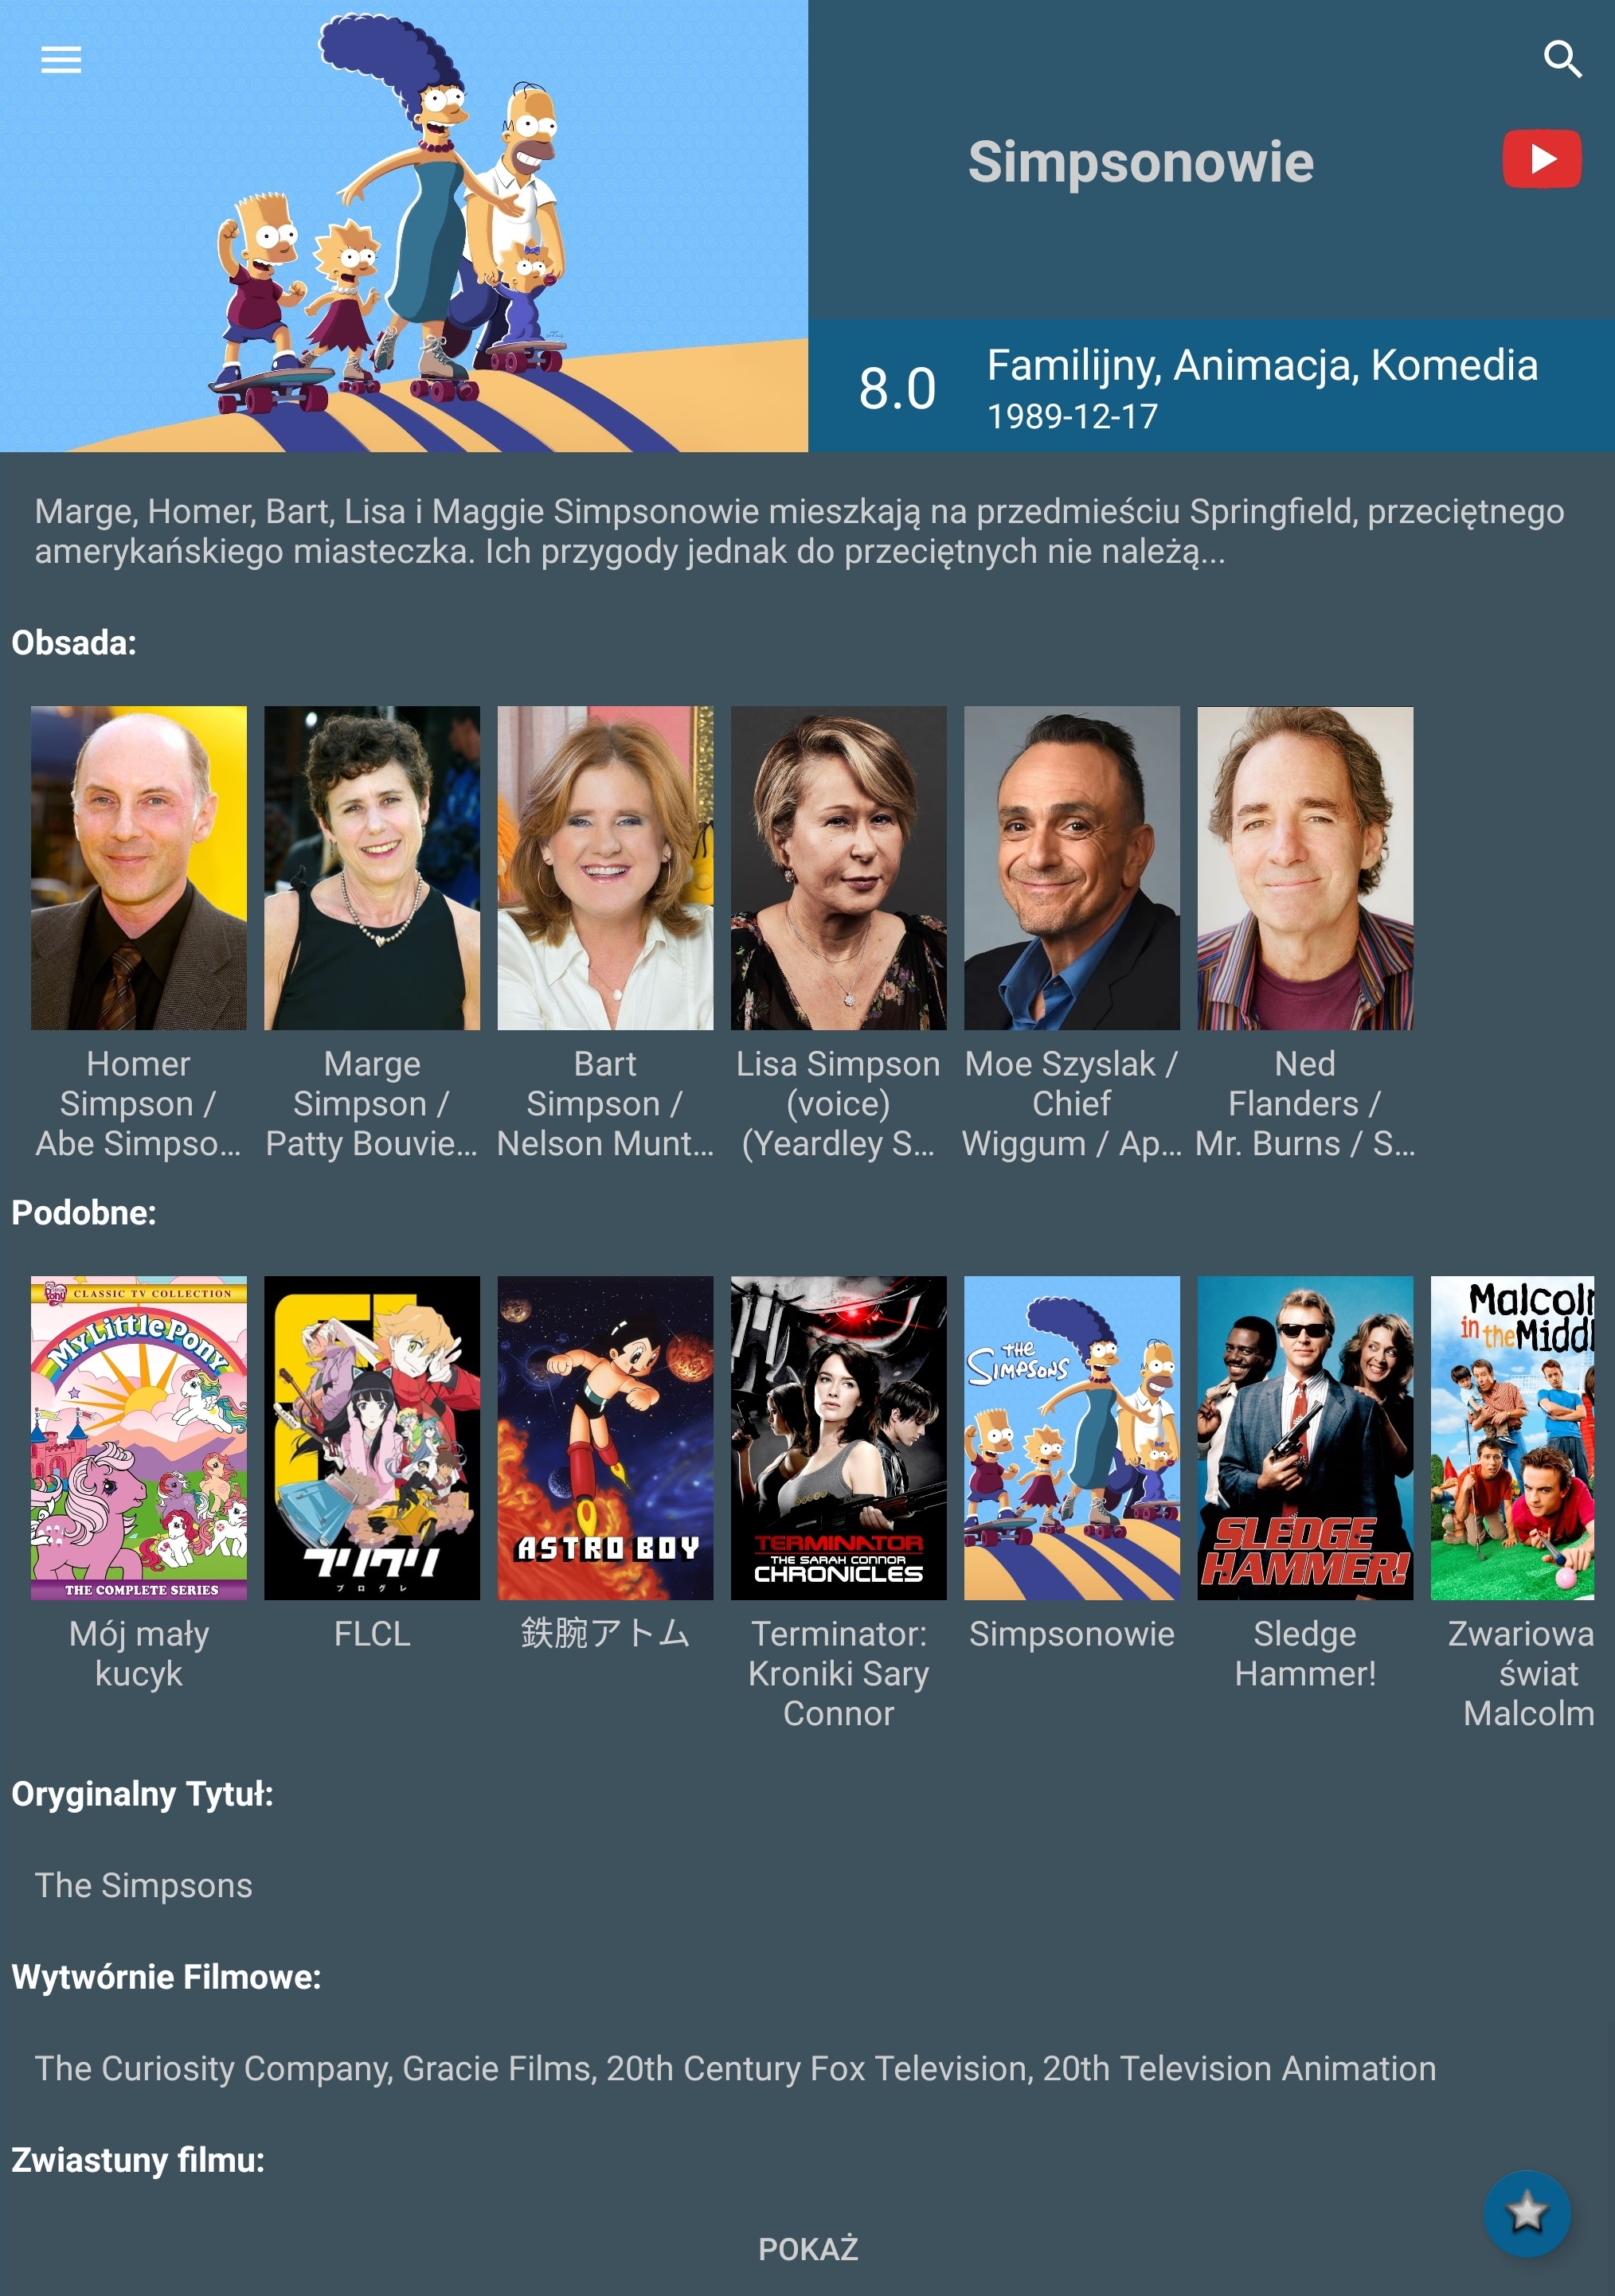 Simpsonowie
8.0
Familijny, Animacja, Komedia
1989-12-17
Marge, Homer, Bart, Lisa i Maggie Simpsonowie mieszkają na przedmieściu Springfield, przeciętnego
amerykańskiego miasteczka. Ich przygody jednak do przeciętnych nie należą...
Obsada:
Homer
Simpson /
Abe Simpso...
Marge
Simpson /
Patty Bouvie...
Bart
Simpson /
Nelson Munt...
Lisa Simpson
(voice)
(Yeardley S...
Moe Szyslak /
Chief
Wiggum / Ap...
Ned
Flanders /
Mr. Burns / S...
Podobne:
CLASSIC TV COLLECTION
My Little Pony
THE COMPLETE SERIES
フリクリ
プログレ
ASTRO BOY
TERMINATOR
THE SARAH CONNOR
CHRONICLES
THE
SIMPSONS
SLEDGE
HAMMER!
Malcolm
in the Middl
Mój mały
kucyk
FLCL
鉄腕アトム
Terminator:
Kroniki Sary
Connor
Simpsonowie
Sledge
Hammer!
Zwariowa
świat
Malcolm
Oryginalny Tytuł:
The Simpsons
Wytwórnie Filmowe:
The Curiosity Company, Gracie Films, 20th Century Fox Television, 20th Television Animation
Zwiastuny filmu:
POKAŻ